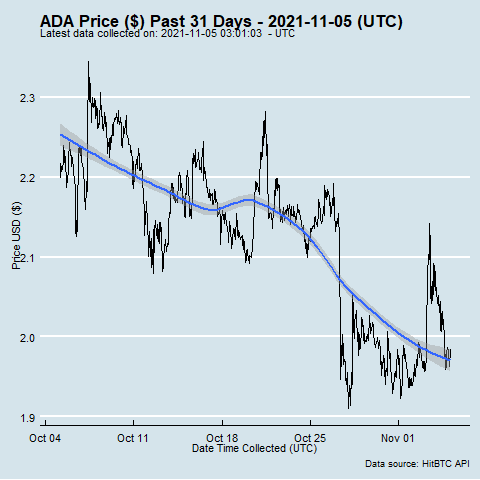 ADA Price ($) Past 31 Days - 2021-11-05 (UTC)
Latest data collected on: 2021-11-05 03:01:03  - UTC
Price USD ($)
2.3
2.2
2.1
2.0
1.9
Oct 04
Oct 11
Oct 18
Oct 25
Nov 01
Date Time Collected (UTC)
Data source: HitBTC API